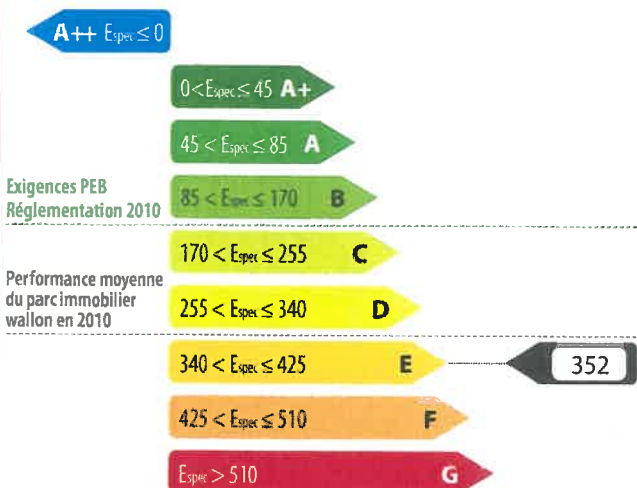 A++ Espec ≤ 0
0 < Espec ≤ 45 A+
45 < Espec ≤ 85 A
Exigences PEB
Réglementation 2010
85 < Espec ≤ 170 B
170 < Espec ≤ 255 C
Performance moyenne
du parc immobilier
wallon en 2010
255 < Espec ≤ 340 D
340 < Espec ≤ 425 E
352
425 < Espec ≤ 510 F
Espec > 510 G